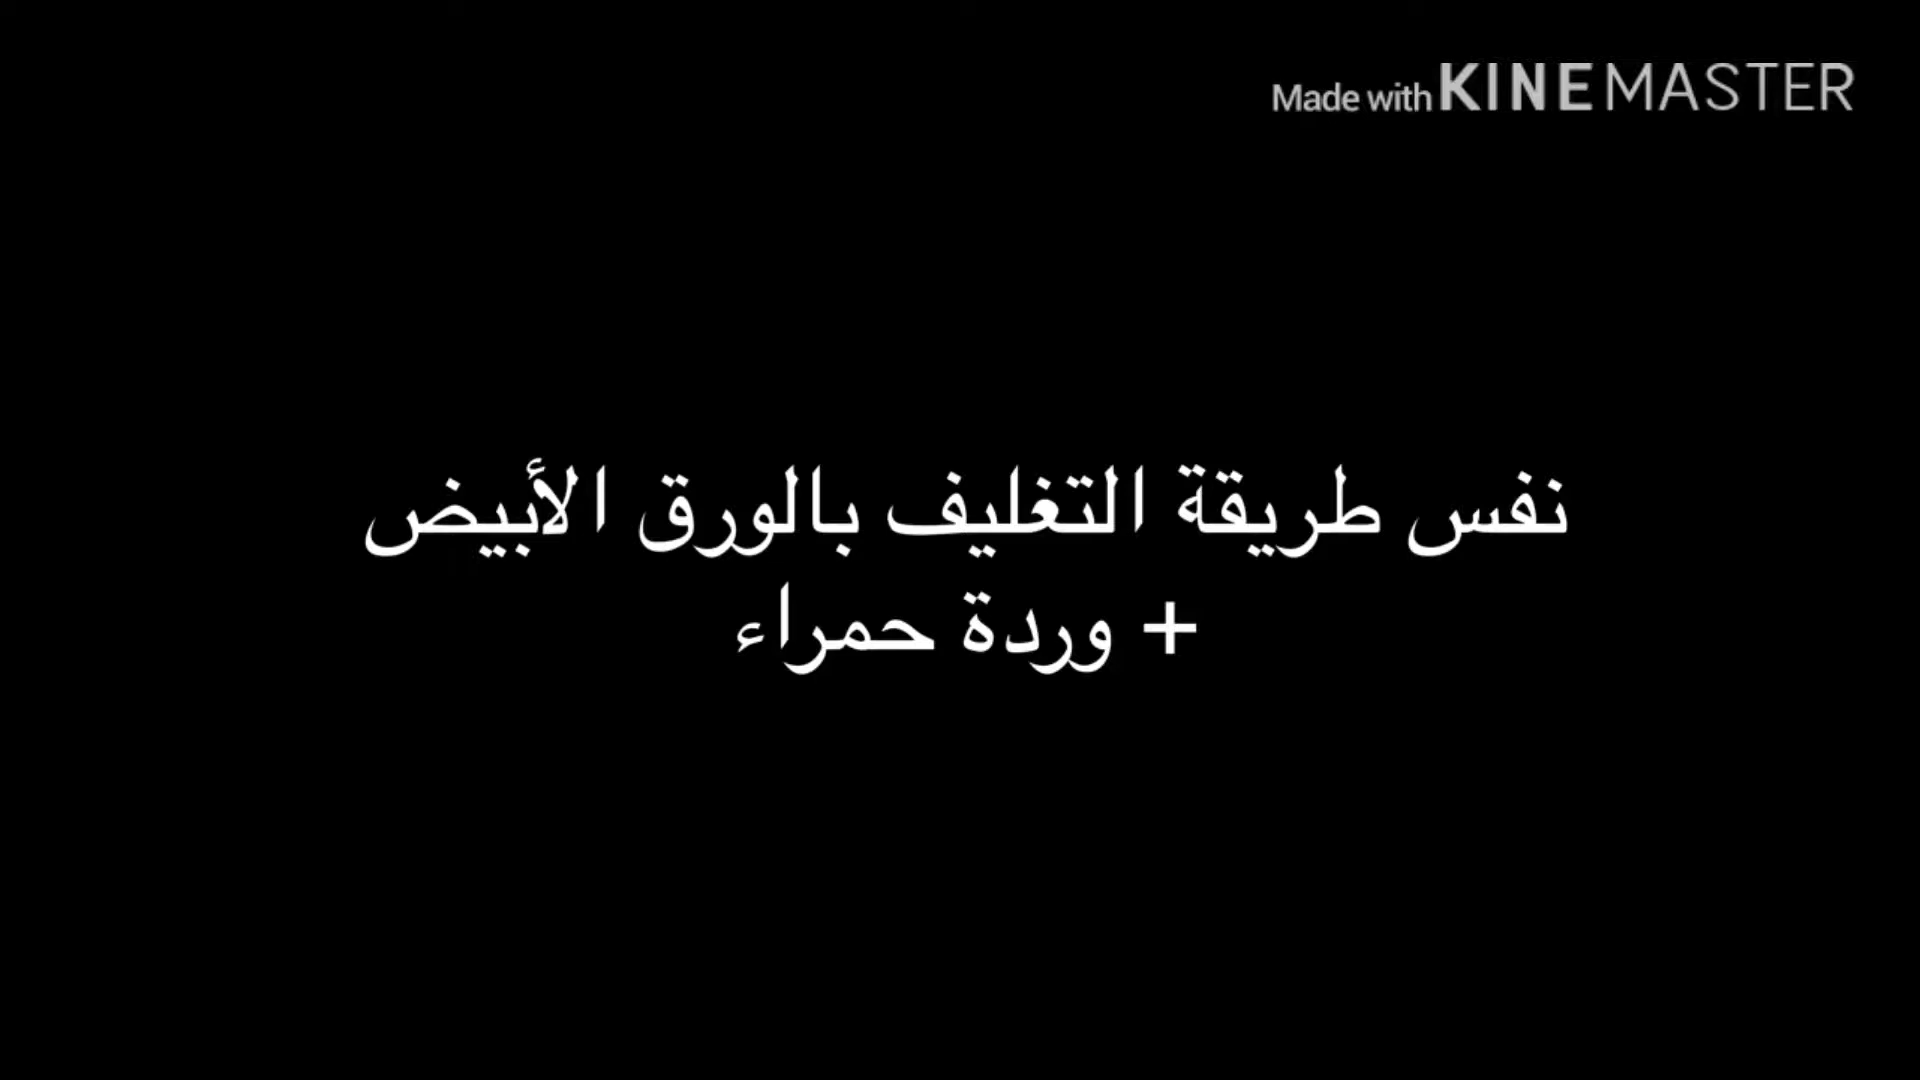 Made with KINEMASTER
نفس طريقة التغليف بالورق الأبيض
+ وردة حمراء